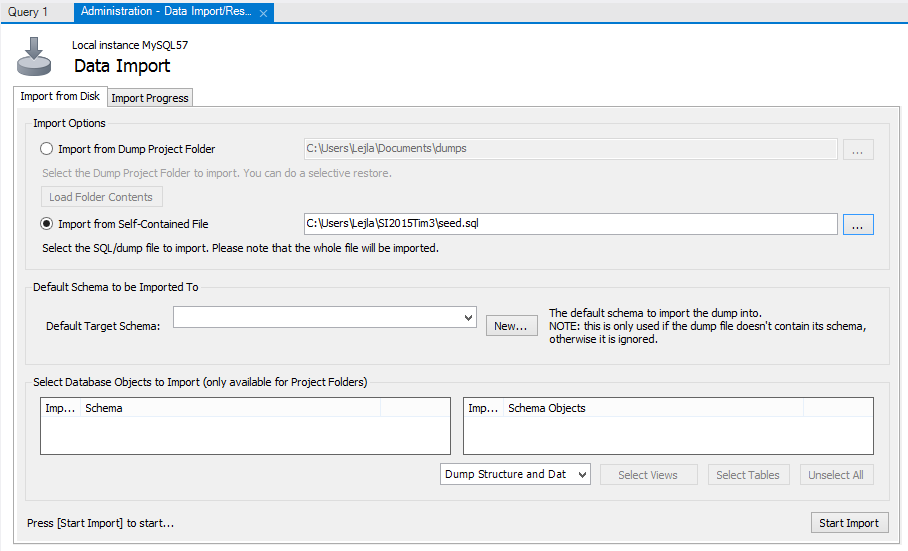 Query 1
Administration - Data Import/Res...
Local instance MySQL57
Data Import
Import from Disk
Import Progress
Import Options
Import from Dump Project Folder
C:\Users\Lejla\Documents\dumps
...
Select the Dump Project Folder to import. You can do a selective restore.
Load Folder Contents
Import from Self-Contained File
C:\Users\Lejla\SI2015Tim3\seed.sql
...
Select the SQL/dump file to import. Please note that the whole file will be imported.
Default Schema to be Imported To
Default Target Schema:
New...
The default schema to import the dump into.
NOTE: this is only used if the dump file doesn't contain its schema,
otherwise it is ignored.
Select Database Objects to Import (only available for Project Folders)
Imp... Schema
Imp... Schema Objects
Dump Structure and Dat
Select Views
Select Tables
Unselect All
Press [Start Import] to start...
Start Import